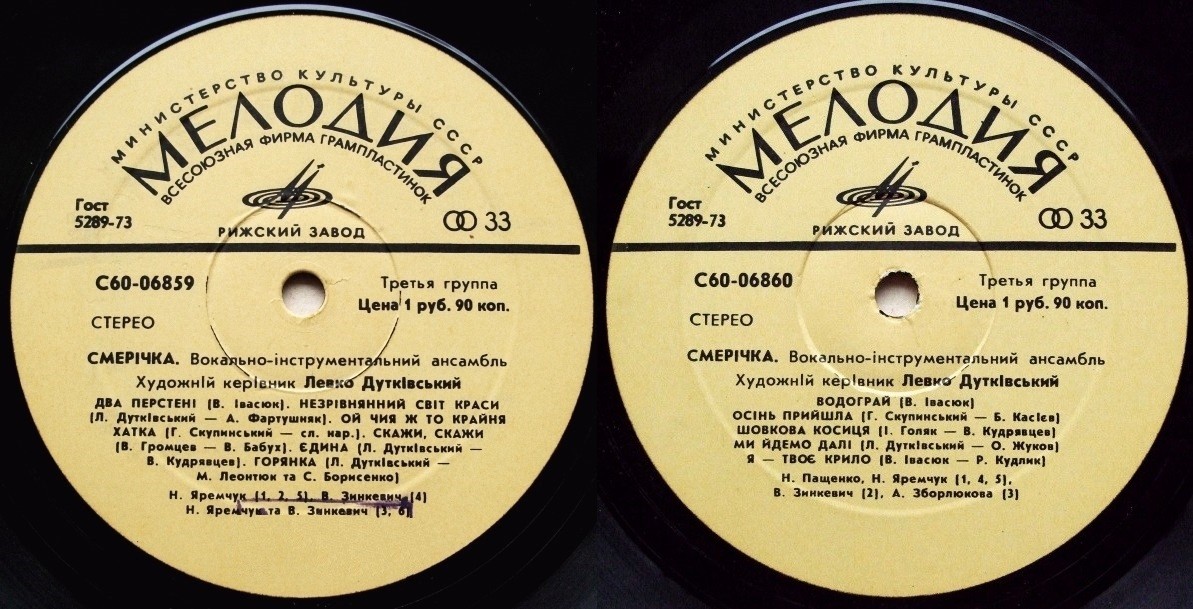 МИНИСТЕРСТВО КУЛЬТУРЫ СССР
МЕЛОДИЯ
ВСЕСОЮЗНАЯ ФИРМА ГРАМПЛАСТИНОК
Гост
5289-73
33
РИЖСКИЙ ЗАВОД
С60-06859
Третья группа
Цена 1 руб. 90 коп.
СТЕРЕО
СМЕРІЧКА. Вокально-інструментальний ансамбль
Художній керівник Левко Дутківський
ДВА ПЕРСТЕНІ (В. Івасюк). НЕЗРІВНЯННИЙ СВІТ КРАСИ
(Л. Дутківський — А. Фартушняк). ОЙ ЧИЯ Ж ТО КРАЙНЯ
ХАТКА (Г. Скупинський — сл. нар.). СКАЖИ, СКАЖИ
(В. Громцев — В. Бабух). ЄДИНА (Л. Дутківський —
В. Кудрявцев). ГОРЯНКА (Л. Дутківський —
М. Леонтюк та С. Борисенко)
Н. Яремчук (1, 2, 5), В. Зинкевич (4)
Н. Яремчук та В. Зинкевич (3, 6)
МИНИСТЕРСТВО КУЛЬТУРЫ СССР
МЕЛОДИЯ
ВСЕСОЮЗНАЯ ФИРМА ГРАМПЛАСТИНОК
Гост
5289-73
33
РИЖСКИЙ ЗАВОД
С60-06860
Третья группа
Цена 1 руб. 90 коп.
СТЕРЕО
СМЕРІЧКА. Вокально-інструментальний ансамбль
Художній керівник Левко Дутківський
ВОДОГРАЙ (В. Івасюк)
ОСІНЬ ПРИЙШЛА (Г. Скупинський — Б. Касієв)
ШОВКОВА КОСИЦЯ (І. Голяк — В. Кудрявцев)
МИ ЙДЕМО ДАЛІ (Л. Дутківський — О. Жуков)
Я — ТВОЄ КРИЛО (В. Івасюк — Р. Кудлик)
Н. Пащенко, Н. Яремчук (1, 4, 5),
В. Зинкевич (2), А. Зборлюкова (3)